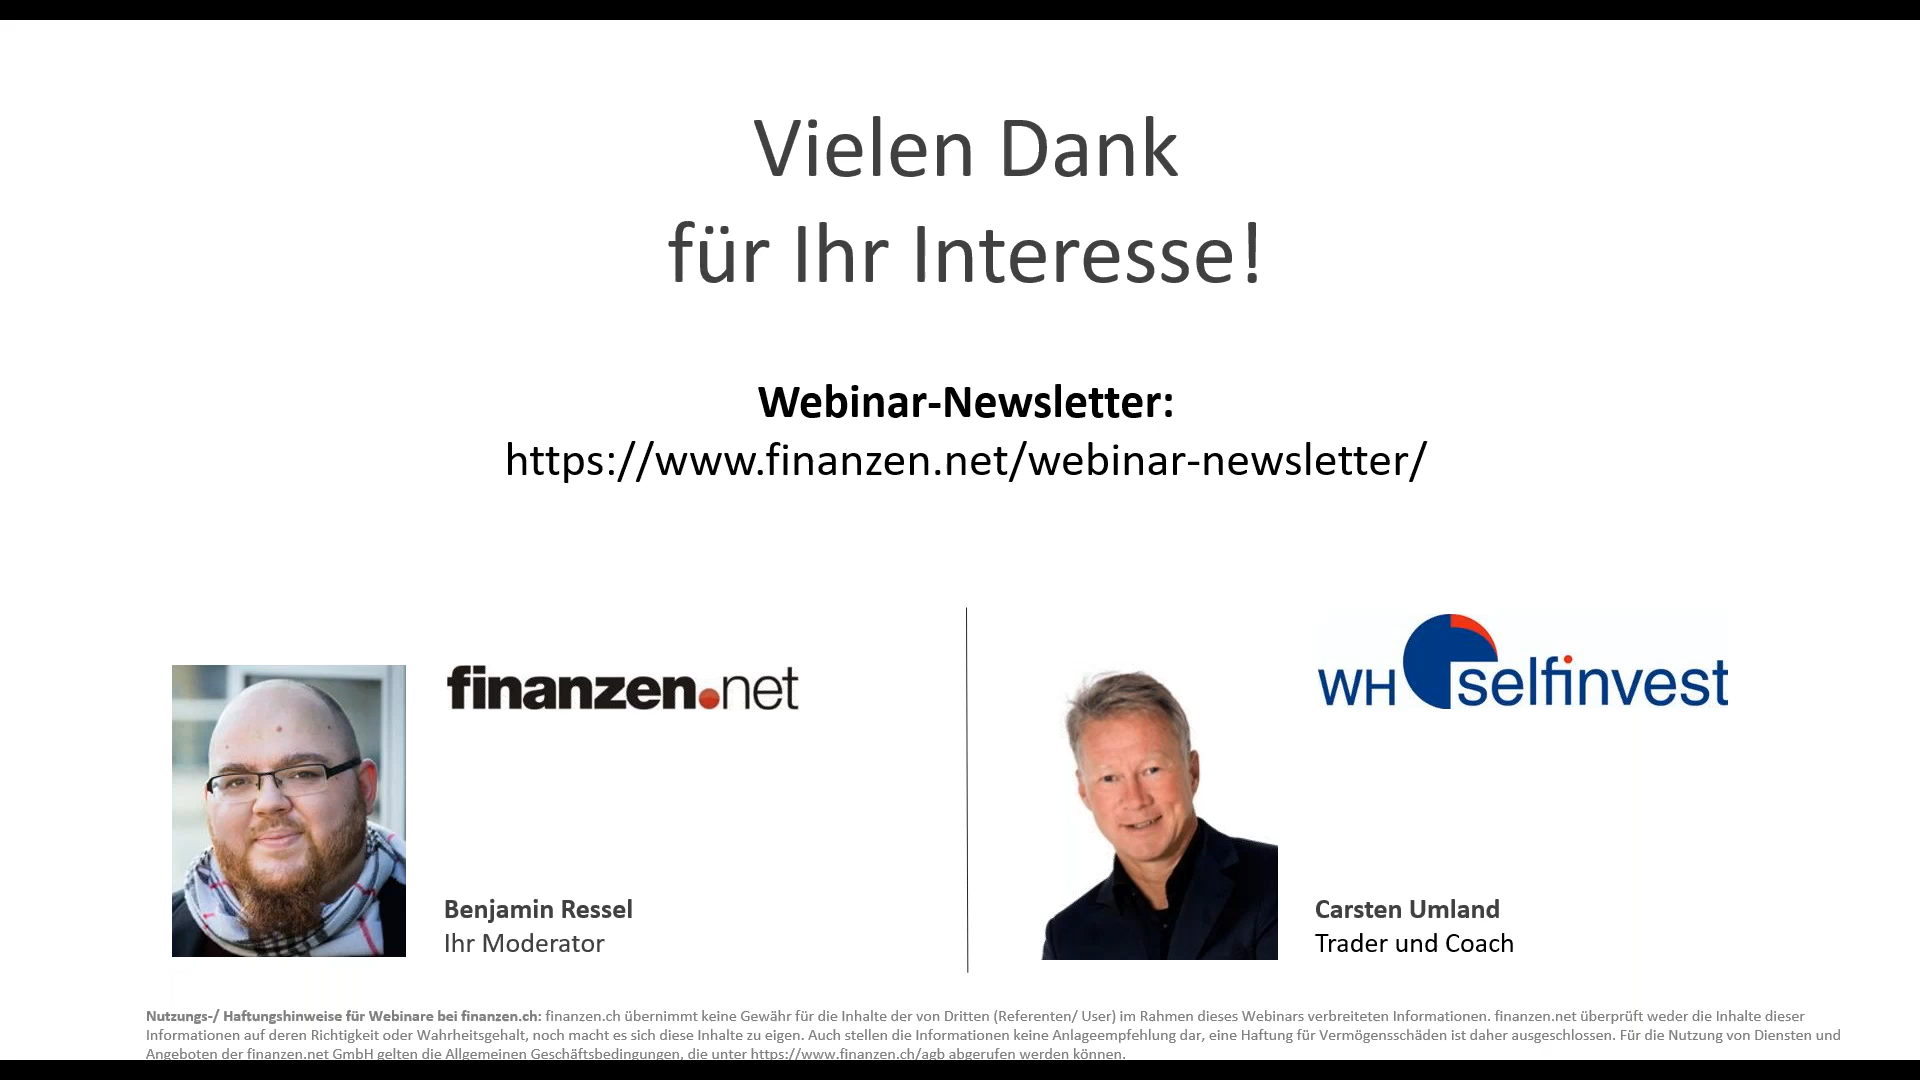 Vielen Dank
für Ihr Interesse!
Webinar-Newsletter:
https://www.finanzen.net/webinar-newsletter/
finanzen.net
Benjamin Ressel
Ihr Moderator
WH selfinvest
Carsten Umland
Trader und Coach
Nutzungs-/ Haftungshinweise für Webinare bei finanzen.ch: finanzen.ch übernimmt keine Gewähr für die Inhalte der von Dritten (Referenten/ User) im Rahmen dieses Webinars verbreiteten Informationen. finanzen.net überprüft weder die Inhalte dieser
Informationen auf deren Richtigkeit oder Wahrheitsgehalt, noch macht es sich diese Inhalte zu eigen. Auch stellen die Informationen keine Anlageempfehlung dar, eine Haftung für Vermögensschäden ist daher ausgeschlossen. Für die Nutzung von Diensten und
Angeboten der finanzen.net GmbH gelten die Allgemeinen Geschäftsbedingungen, die unter https://www.finanzen.ch/agb abgerufen werden können.